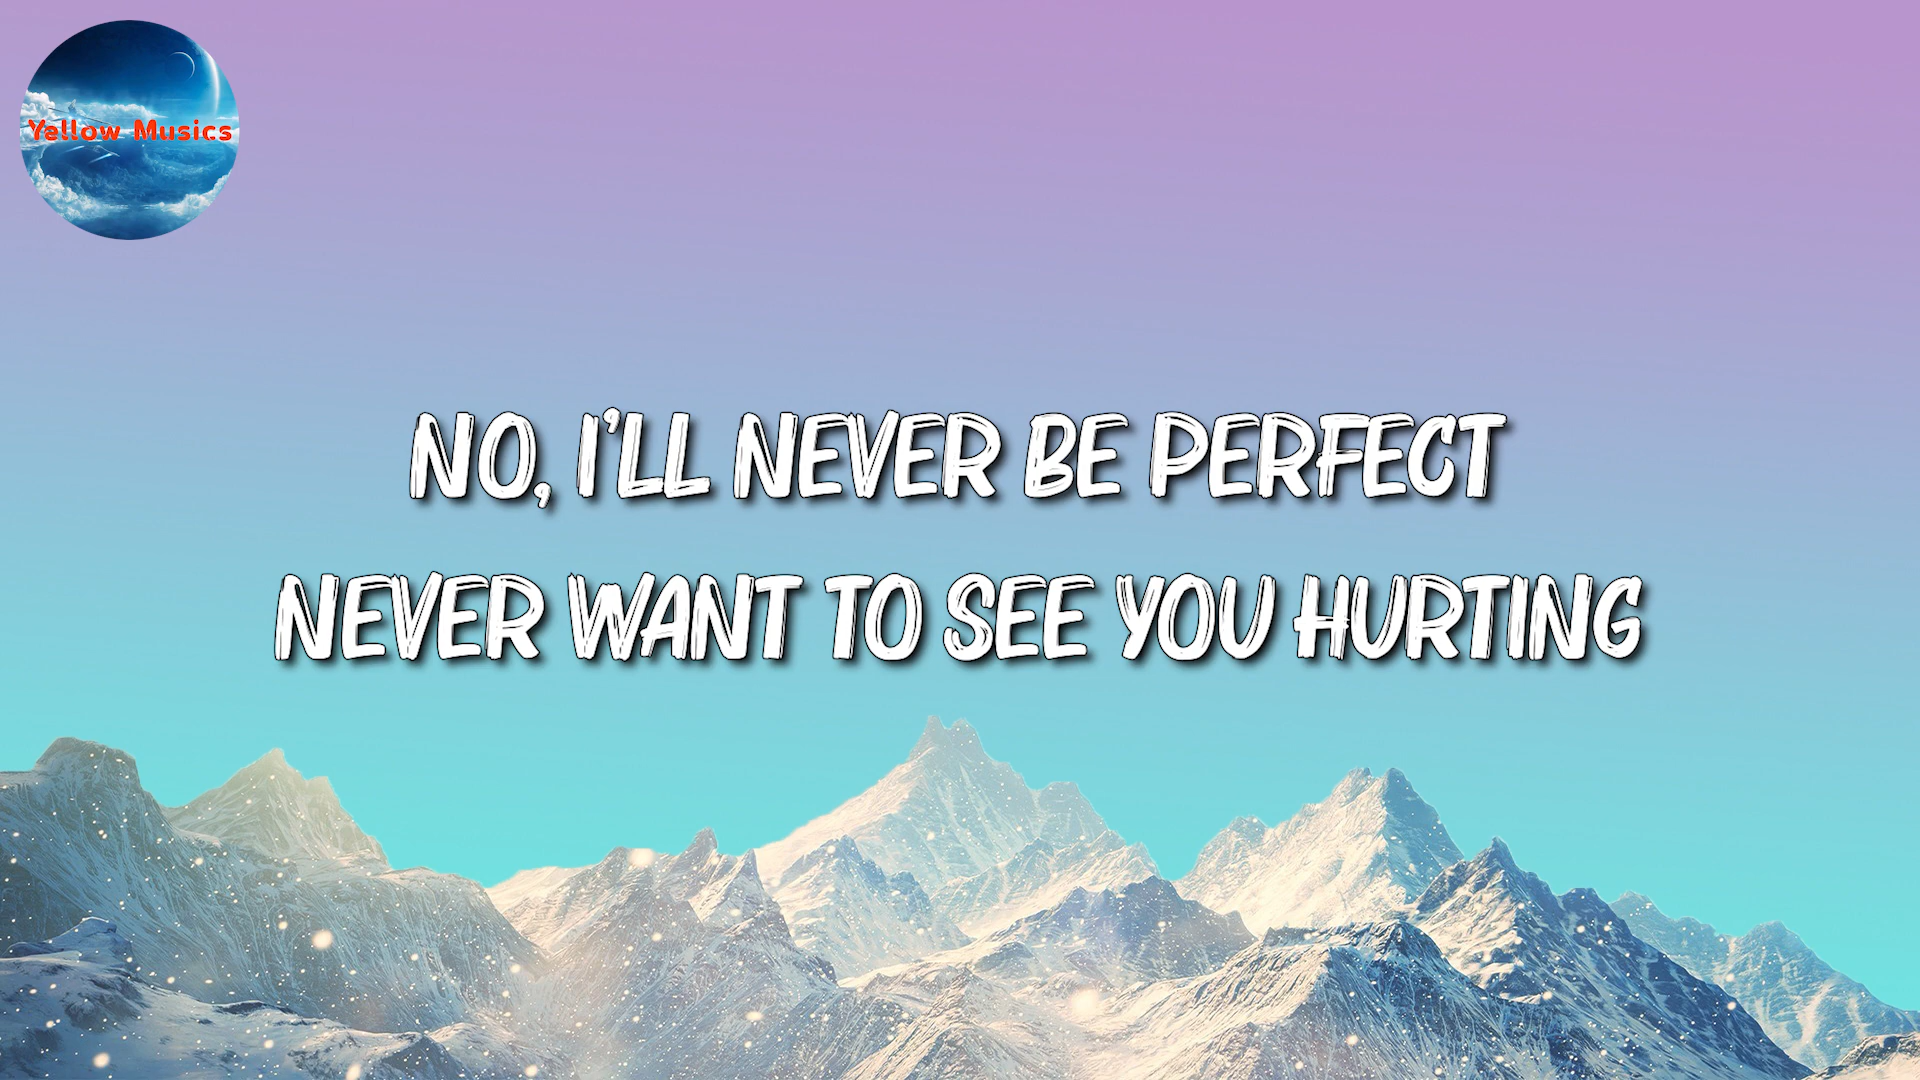 Yellow Musics
NO, I'LL NEVER BE PERFECT
NEVER WANT TO SEE YOU HURTING